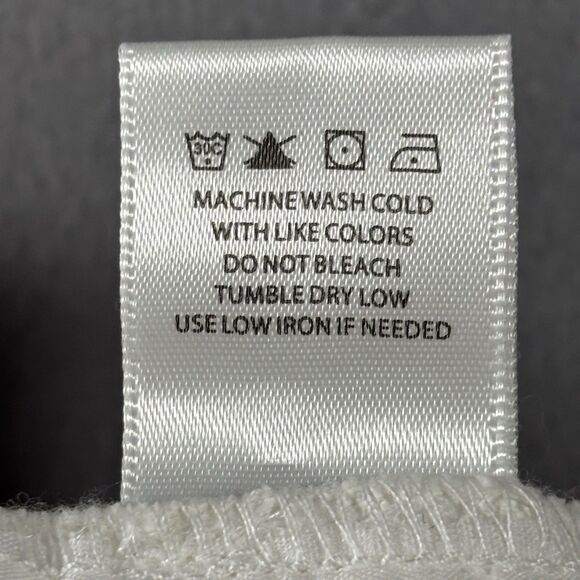 30C
MACHINE WASH COLD
WITH LIKE COLORS
DO NOT BLEACH
TUMBLE DRY LOW
USE LOW IRON IF NEEDED